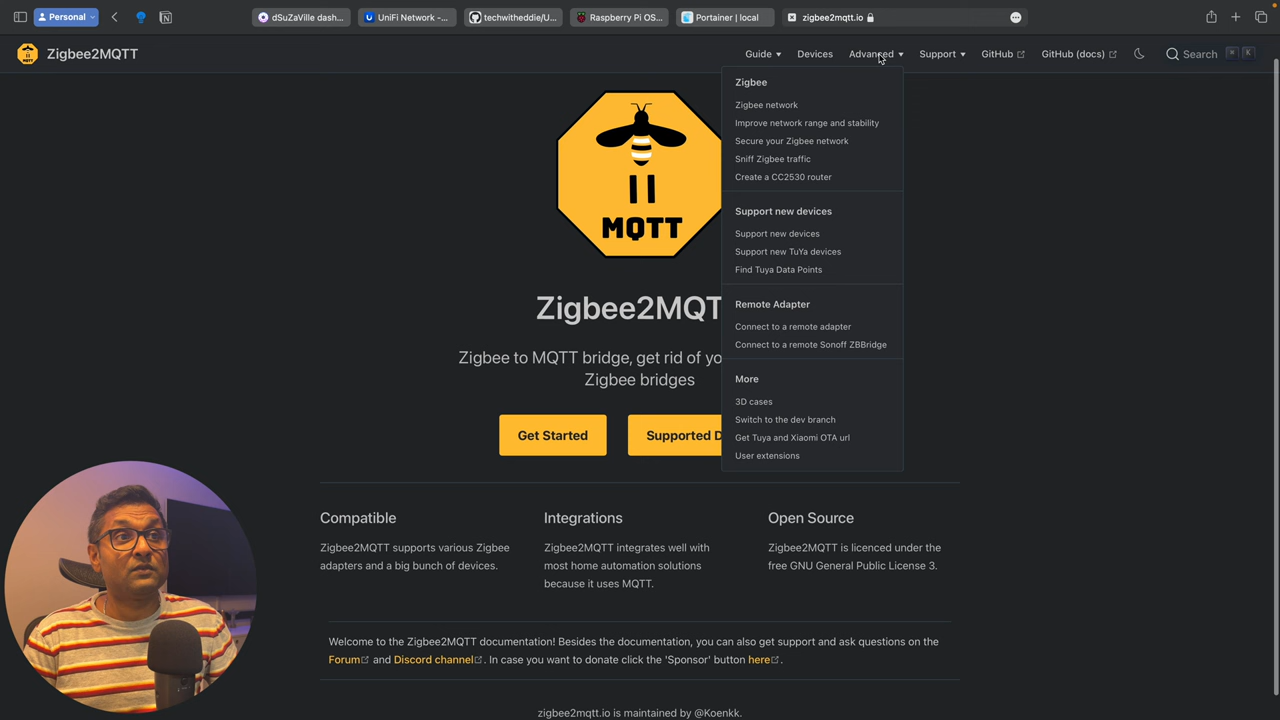 Personal
dSuZaVille dash...
UniFi Network -...
techwitheddie/U...
Raspberry Pi OS...
Portainer | local
zigbee2mqtt.io
Zigbee2MQTT
Guide
Devices
Advanced
Support
GitHub
GitHub (docs)
Search
⌘
K
Zigbee
Zigbee network
Improve network range and stability
Secure your Zigbee network
Sniff Zigbee traffic
Create a CC2530 router
Support new devices
Support new devices
Support new TuYa devices
Find Tuya Data Points
Remote Adapter
Connect to a remote adapter
Connect to a remote Sonoff ZBBridge
More
3D cases
Switch to the dev branch
Get Tuya and Xiaomi OTA url
User extensions
MQTT
Zigbee2MQT
Zigbee to MQTT bridge, get rid of yo
Zigbee bridges
Get Started
Supported D
Compatible
Zigbee2MQTT supports various Zigbee
adapters and a big bunch of devices.
Integrations
Zigbee2MQTT integrates well with
most home automation solutions
because it uses MQTT.
Open Source
Zigbee2MQTT is licenced under the
free GNU General Public License 3.
Welcome to the Zigbee2MQTT documentation! Besides the documentation, you can also get support and ask questions on the
Forum and Discord channel. In case you want to donate click the 'Sponsor' button here.
zigbee2mqtt.io is maintained by @Koenkk.